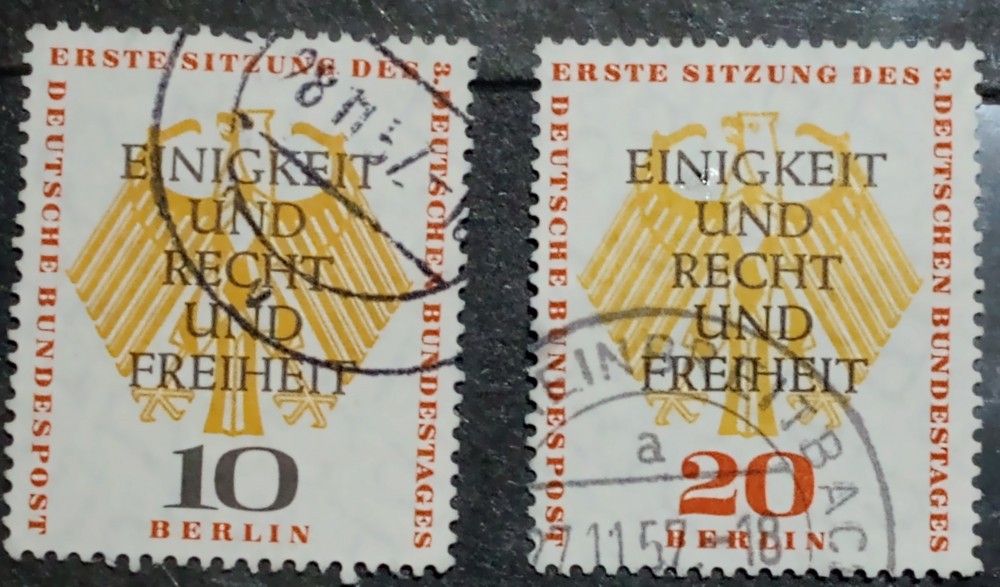 ERSTE SITZUNG DES
3. DEUTSCHEN BUNDESTAGES
DEUTSCHE BUNDESPOST
EINIGKEIT
UND
RECHT
UND
FREIHEIT
10
BERLIN
ERSTE SITZUNG DES
3. DEUTSCHEN BUNDESTAGES
DEUTSCHE BUNDESPOST
EINIGKEIT
UND
RECHT
UND
FREIHEIT
20
BERLIN
a
27.11.57.-18